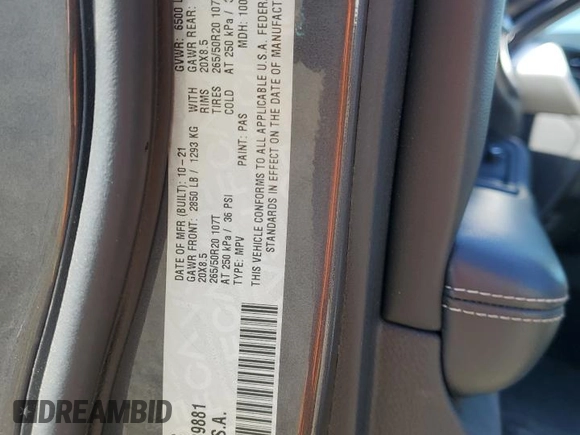 GVWR: 6500
GAWR REAR:
20X8.5
265/50R20 107
AT 250 kPa /
MDH: 100
WITH
RIMS
TIRES
COLD
DATE OF MFR (BUILT): 10-21
GAWR FRONT: 2850 LB / 1293 KG
20X8.5
265/50R20 107T
AT 250 kPa / 36 PSI
TYPE: MPV
PAINT: PAS
THIS VEHICLE CONFORMS TO ALL APPLICABLE U.S.A. FEDER
STANDARDS IN EFFECT ON THE DATE OF MANUFACT
9881
S.A.
DREAMBID